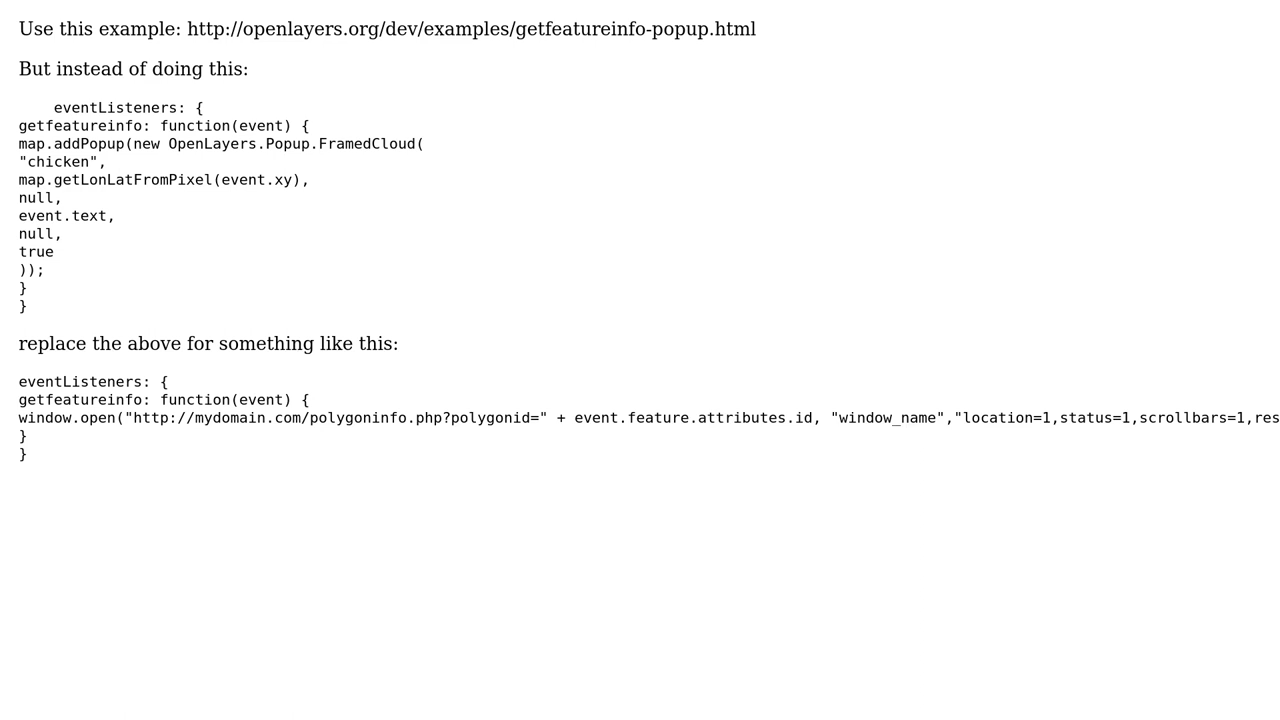 Use this example: http://openlayers.org/dev/examples/getfeatureinfo-popup.html
But instead of doing this:
eventListeners: {
getfeatureinfo: function(event) {
map.addPopup(new OpenLayers.Popup.FramedCloud(
"chicken",
map.getLonLatFromPixel(event.xy),
null,
event.text,
null,
true
));
}
}
replace the above for something like this:
eventListeners: {
getfeatureinfo: function(event) {
window.open("http://mydomain.com/polygoninfo.php?polygonid=" + event.feature.attributes.id, "window_name","location=1,status=1,scrollbars=1,res
}
}